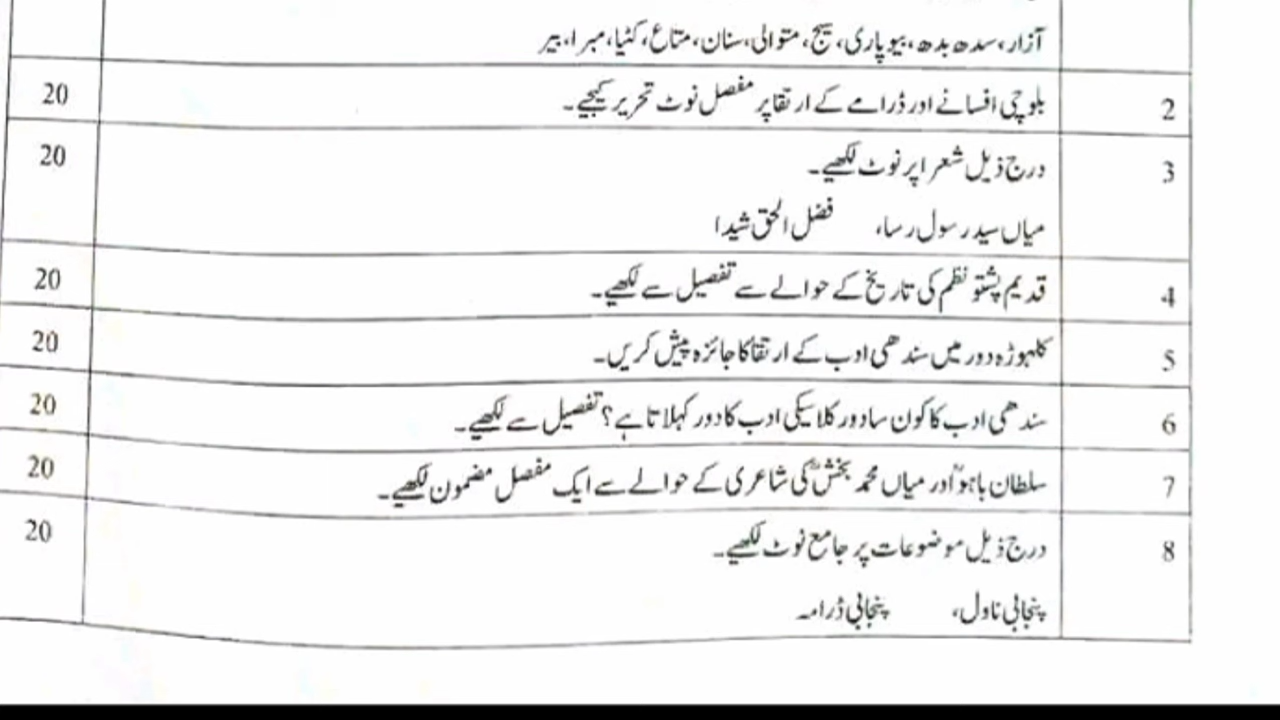 آزار، سدھ بدھ، بیوپاری، سیج، متوالی، سنان، متاع، کٹیا، مبرا، بیر
2 بلوچی افسانے اور ڈرامے کے ارتقا پر مفصل نوٹ تحریر کیجیے۔ 20
3 درج ذیل شعرا پر نوٹ لکھیے۔ 20
میاں سید رسول رسا، فضل الحق شیدا
4 قدیم پشتو نظم کی تاریخ کے حوالے سے تفصیل سے لکھیے۔ 20
5 کلہوڑہ دور میں سندھی ادب کے ارتقا کا جائزہ پیش کریں۔ 20
6 سندھی ادب کا کون سا دور کلاسیکی ادب کا دور کہلاتا ہے؟ تفصیل سے لکھیے۔ 20
7 سلطان باہوؒ اور میاں محمد بخشؒ کی شاعری کے حوالے سے ایک مفصل مضمون لکھیے۔ 20
8 درج ذیل موضوعات پر جامع نوٹ لکھیے۔ 20
پنجابی ناول، پنجابی ڈرامہ